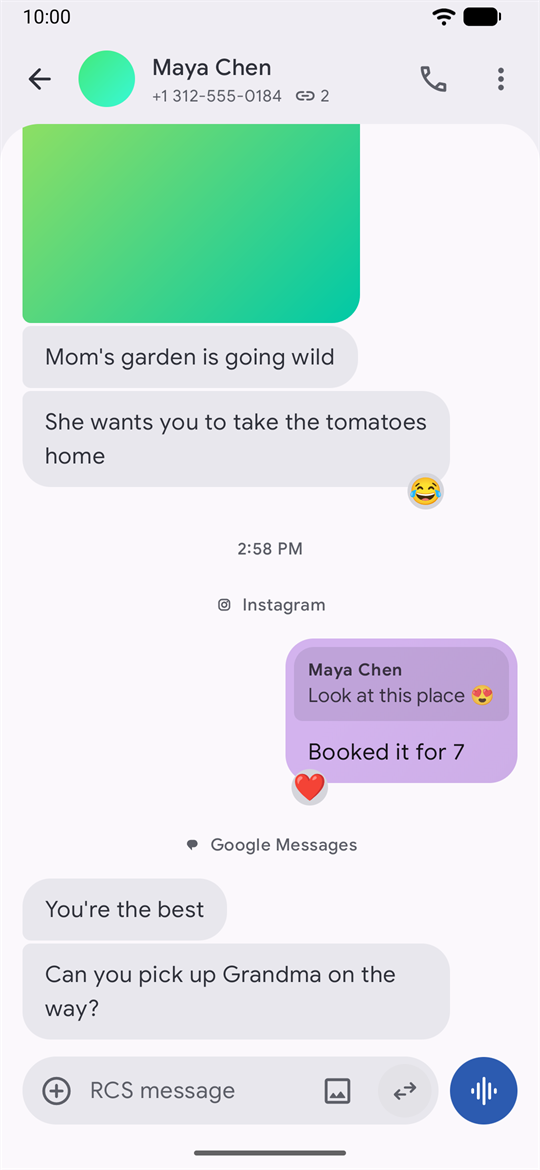 10:00
Maya Chen
+1 312-555-0184 2
Mom's garden is going wild
She wants you to take the tomatoes
home
😂
2:58 PM
Instagram
Maya Chen
Look at this place 😍
Booked it for 7
❤️
Google Messages
You're the best
Can you pick up Grandma on the
way?
RCS message